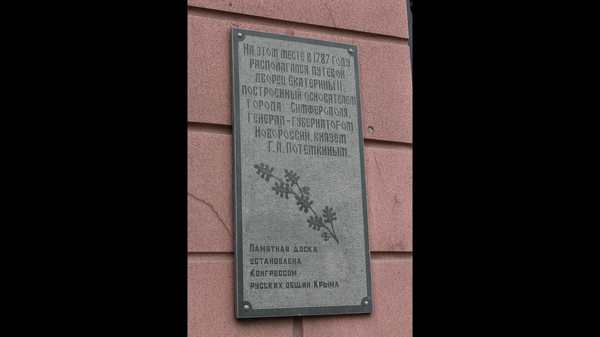 На этом месте в 1787 году
располагался путевой
дворец Екатерины II,
построенный основателем
города Симферополя,
генерал-губернатором
Новороссии, князем
Г.А. Потемкиным.
Памятная доска
установлена
Конгрессом
русских общин Крыма